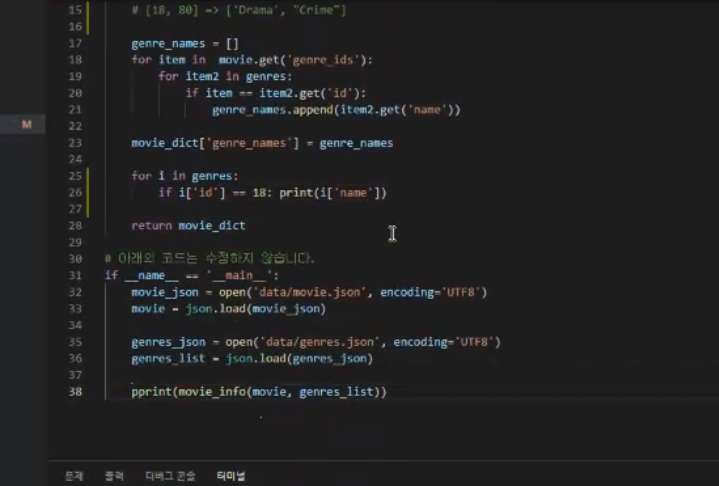 15 # [18, 80] => ['Drama', "Crime"]
16
17 genre_names = []
18 for item in  movie.get('genre_ids'):
19 for item2 in genres:
20 if item == item2.get('id'):
21 genre_names.append(item2.get('name'))
M
22
23 movie_dict['genre_names'] = genre_names
24
25 for i in genres:
26 if i['id'] == 18: print(i['name'])
27
28 return movie_dict
29
30 # 아래의 코드는 수정하지 않습니다.
31 if __name__ == '__main__':
32 movie_json = open('data/movie.json', encoding='UTF8')
33 movie = json.load(movie_json)
34
35 genres_json = open('data/genres.json', encoding='UTF8')
36 genres_list = json.load(genres_json)
37
38 pprint(movie_info(movie, genres_list))
문제 출력 디버그 콘솔 터미널